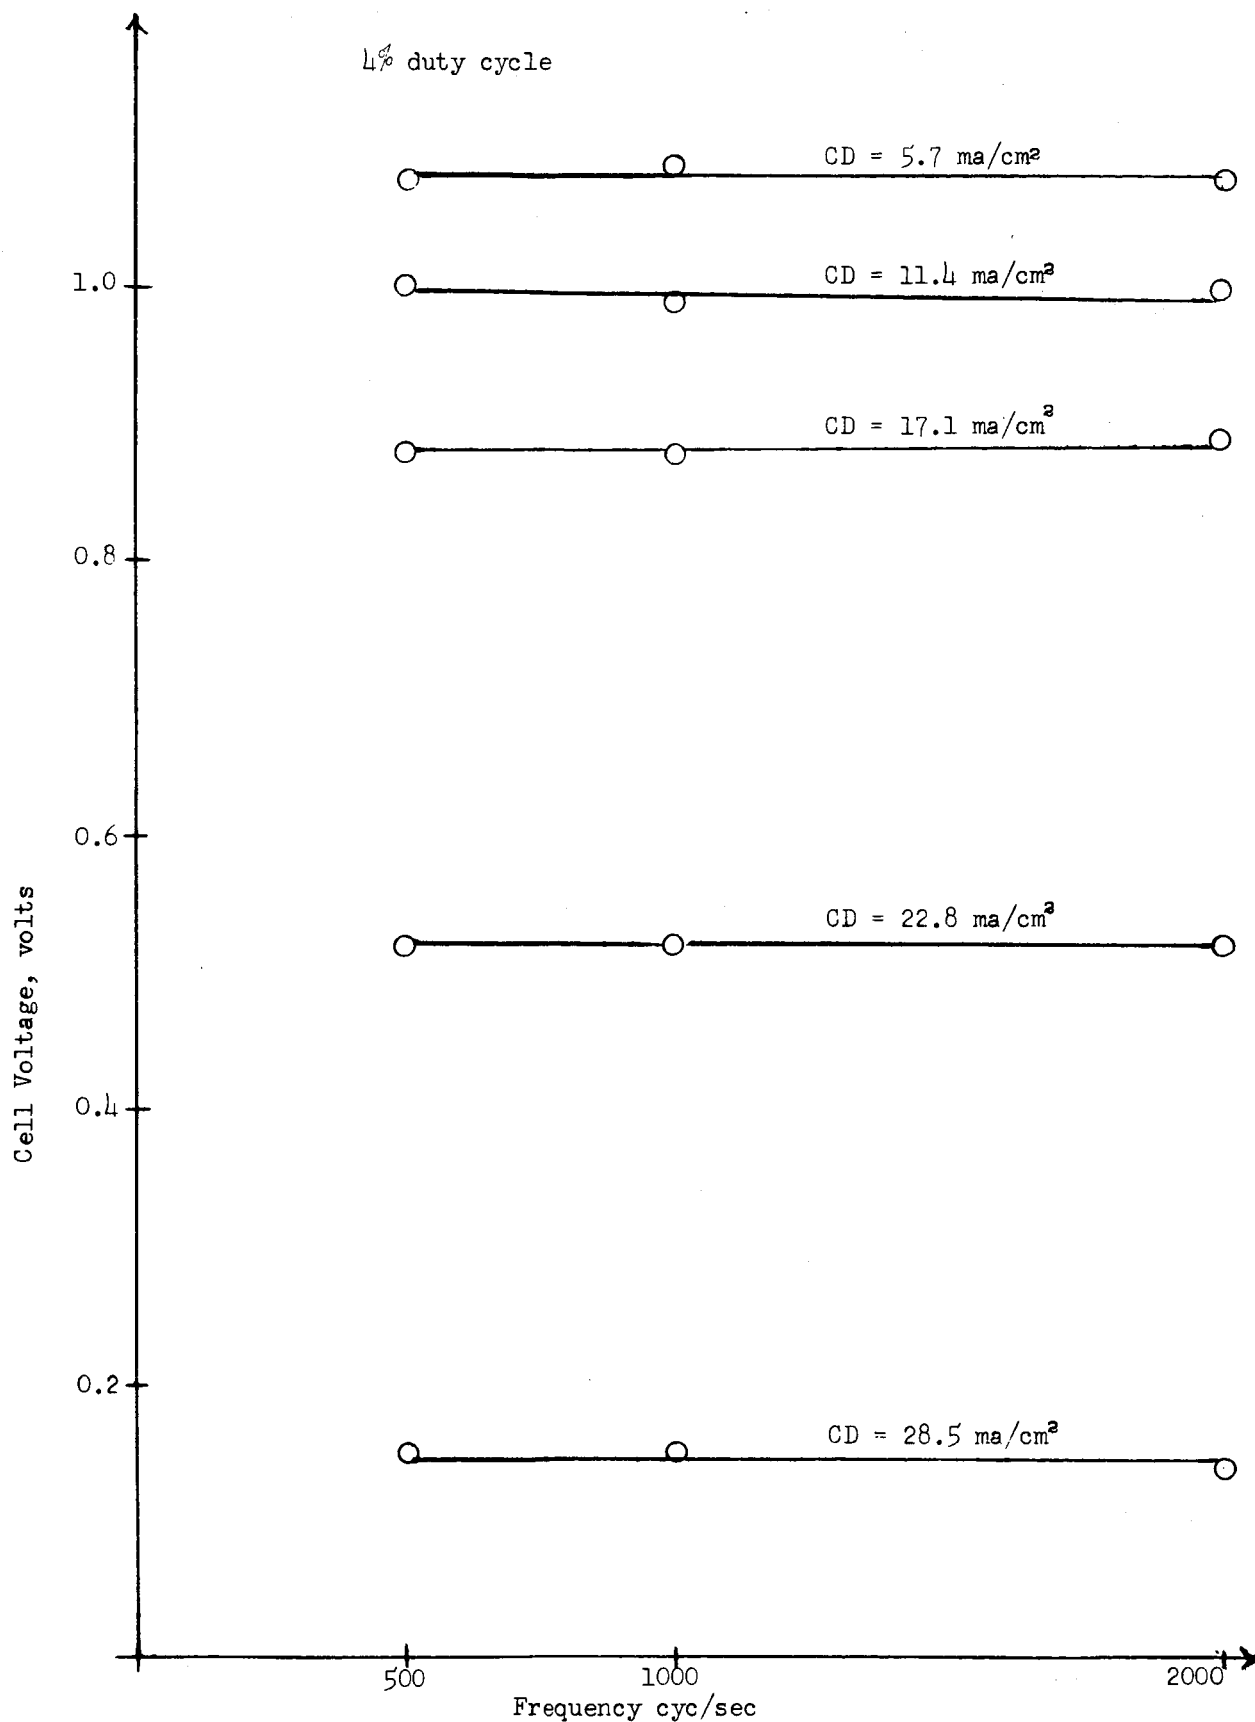 4% duty cycle
CD = 5.7 ma/cm²
1.0
CD = 11.4 ma/cm²
CD = 17.1 ma/cm²
0.8
0.6
CD = 22.8 ma/cm²
Cell Voltage, volts
0.4
0.2
CD = 28.5 ma/cm²
500 1000 2000
Frequency cyc/sec